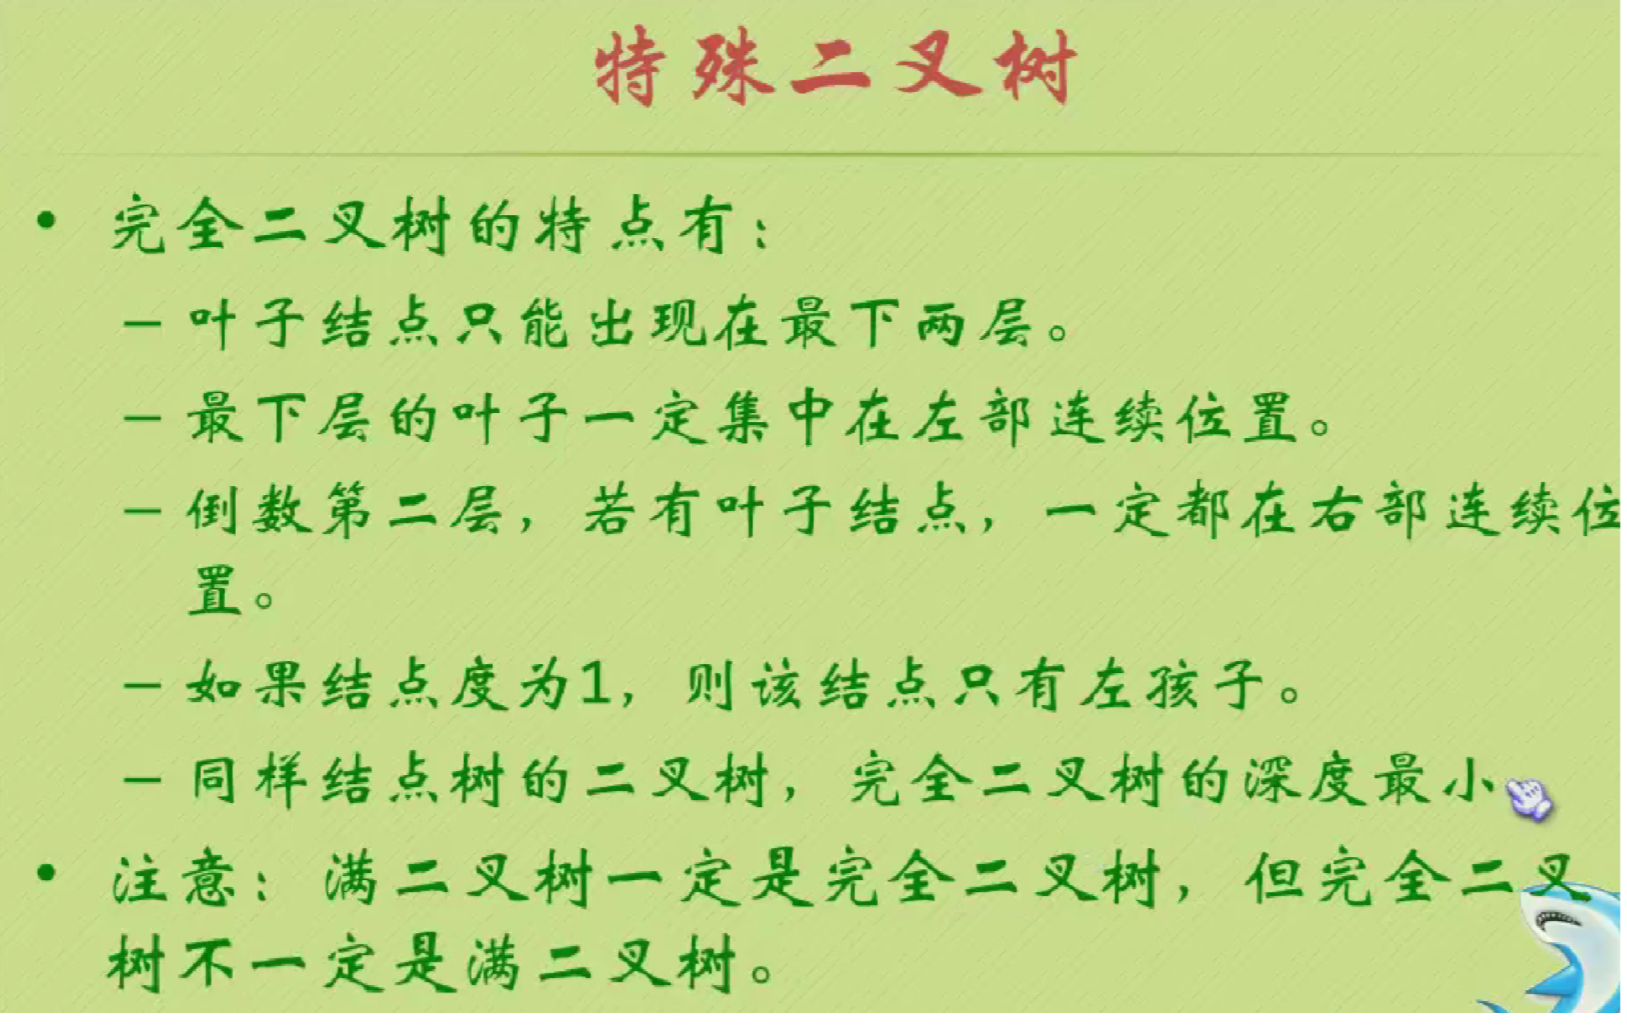 特殊二叉树
• 完全二叉树的特点有：
– 叶子结点只能出现在最下两层。
– 最下层的叶子一定集中在左部连续位置。
– 倒数第二层，若有叶子结点，一定都在右部连续位
置。
– 如果结点度为1，则该结点只有左孩子。
– 同样结点树的二叉树，完全二叉树的深度最小
• 注意：满二叉树一定是完全二叉树，但完全二叉
树不一定是满二叉树。